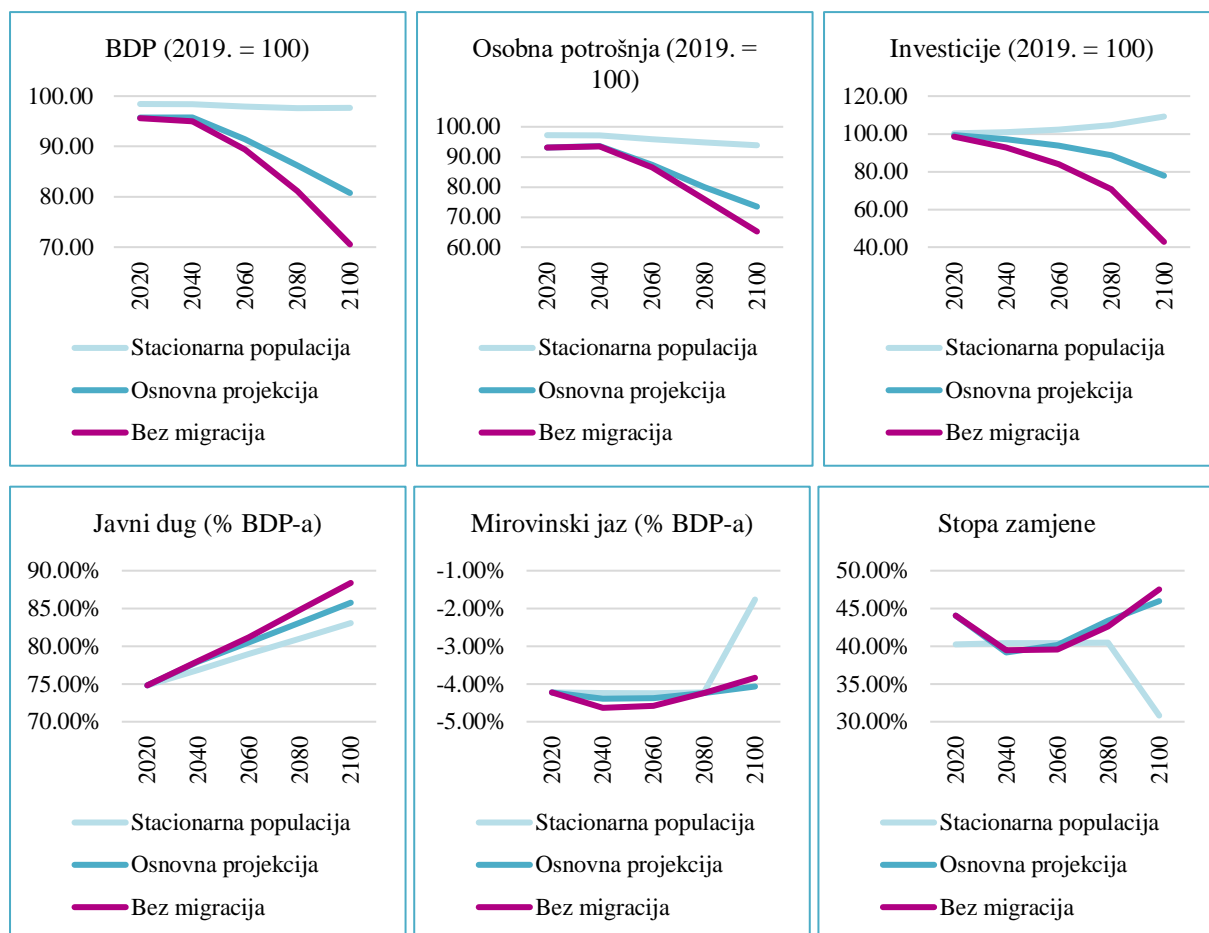 BDP (2019. = 100)
100.00
90.00
80.00
70.00
2020
2040
2060
2080
2100
Stacionarna populacija
Osnovna projekcija
Bez migracija
Osobna potrošnja (2019. =
100)
100.00
90.00
80.00
70.00
60.00
2020
2040
2060
2080
2100
Stacionarna populacija
Osnovna projekcija
Bez migracija
Investicije (2019. = 100)
120.00
100.00
80.00
60.00
40.00
2020
2040
2060
2080
2100
Stacionarna populacija
Osnovna projekcija
Bez migracija
Javni dug (% BDP-a)
90.00%
85.00%
80.00%
75.00%
70.00%
2020
2040
2060
2080
2100
Stacionarna populacija
Osnovna projekcija
Bez migracija
Mirovinski jaz (% BDP-a)
-1.00%
-2.00%
-3.00%
-4.00%
-5.00%
2020
2040
2060
2080
2100
Stacionarna populacija
Osnovna projekcija
Bez migracija
Stopa zamjene
50.00%
45.00%
40.00%
35.00%
30.00%
2020
2040
2060
2080
2100
Stacionarna populacija
Osnovna projekcija
Bez migracija